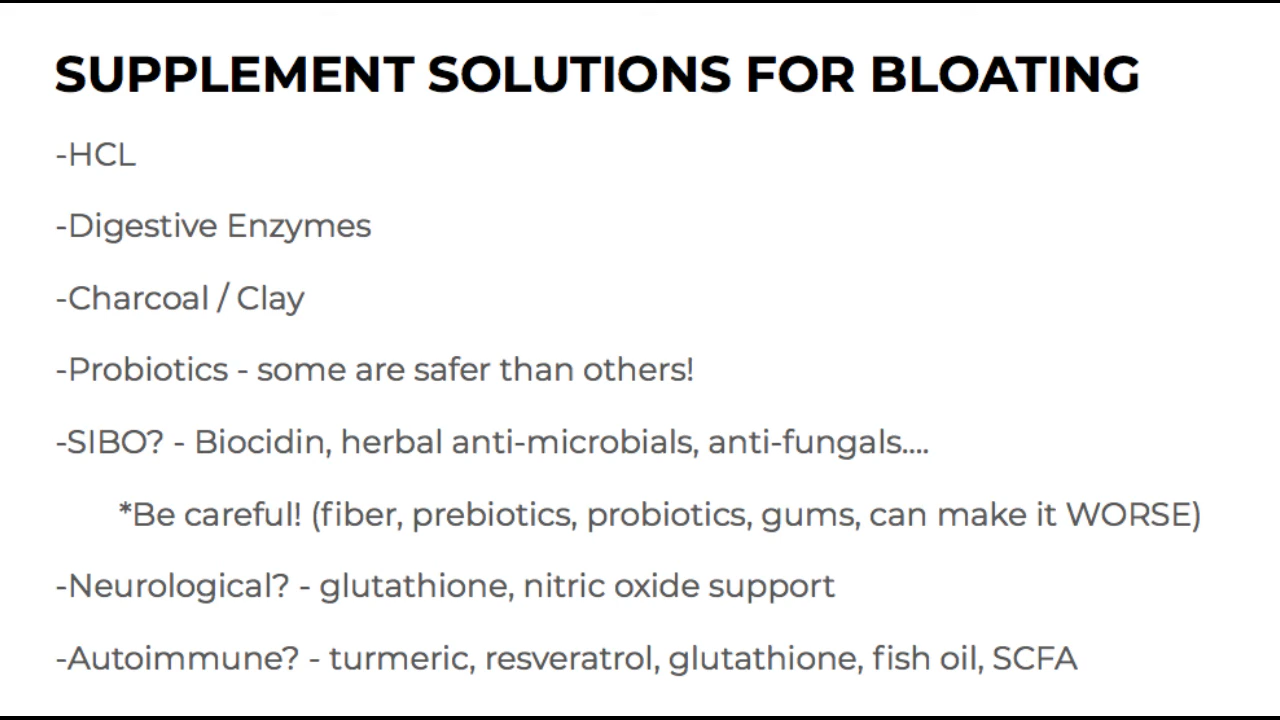 SUPPLEMENT SOLUTIONS FOR BLOATING
-HCL
-Digestive Enzymes
-Charcoal / Clay
-Probiotics - some are safer than others!
-SIBO? - Biocidin, herbal anti-microbials, anti-fungals....
*Be careful! (fiber, prebiotics, probiotics, gums, can make it WORSE)
-Neurological? - glutathione, nitric oxide support
-Autoimmune? - turmeric, resveratrol, glutathione, fish oil, SCFA